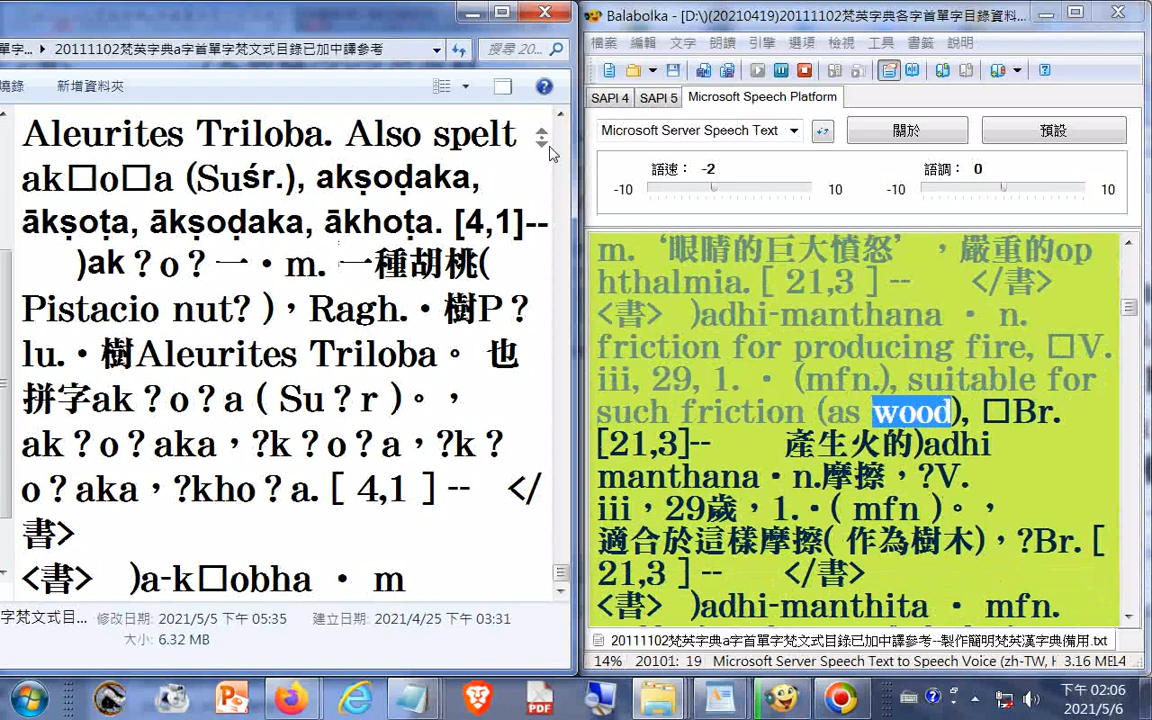 單字... ▸ 20111102梵英字典a字首單字梵文式目錄已加中譯參考
搜尋 20...
燒錄 新增資料夾
Aleurites Triloba. Also spelt
ak□o□a (Suśr.), akṣoḍaka,
ākṣoṭa, ākṣoḍaka, ākhoṭa. [4,1]--
)ak？o？一‧m. 一種胡桃(
Pistacio nut? )，Ragh.‧樹P？
lu.‧樹Aleurites Triloba。 也
拼字ak？o？a ( Su？r )。，
ak？o？aka，?k？o？a，?k？
o？aka，?kho？a. [ 4,1 ] -- </
書>
<書> )a-k□obha ‧ m
字梵文式目... 修改日期: 2021/5/5 下午 05:35 建立日期: 2021/4/25 下午 03:31
大小: 6.32 MB
Balabolka - [D:\)(20210419)20111102梵英字典各字首單字目錄資料...
檔案 編輯 文字 朗讀 引擎 選項 檢視 工具 書籤 說明
SAPI 4 SAPI 5 Microsoft Speech Platform
Microsoft Server Speech Text 關於 預設
語速: -2 語調: 0
-10 10 -10 10
m.‘眼睛的巨大憤怒’，嚴重的op
hthalmia. [ 21,3 ] -- </書>
<書> )adhi-manthana ‧ n.
friction for producing fire, □V.
iii, 29, 1. ‧ (mfn.), suitable for
such friction (as wood), □Br.
[21,3]-- 產生火的)adhi
manthana‧n.摩擦，?V.
iii，29歲，1.‧( mfn )。，
適合於這樣摩擦( 作為樹木)，?Br. [
21,3 ] -- </書>
<書> )adhi-manthita ‧ mfn.
20111102梵英字典a字首單字梵文式目錄已加中譯參考--製作簡明梵英漢字典備用.txt
14% 20101: 19 Microsoft Server Speech Text to Speech Voice (zh-TW, H 3.16 ME
PDF
下午 02:06
2021/5/6